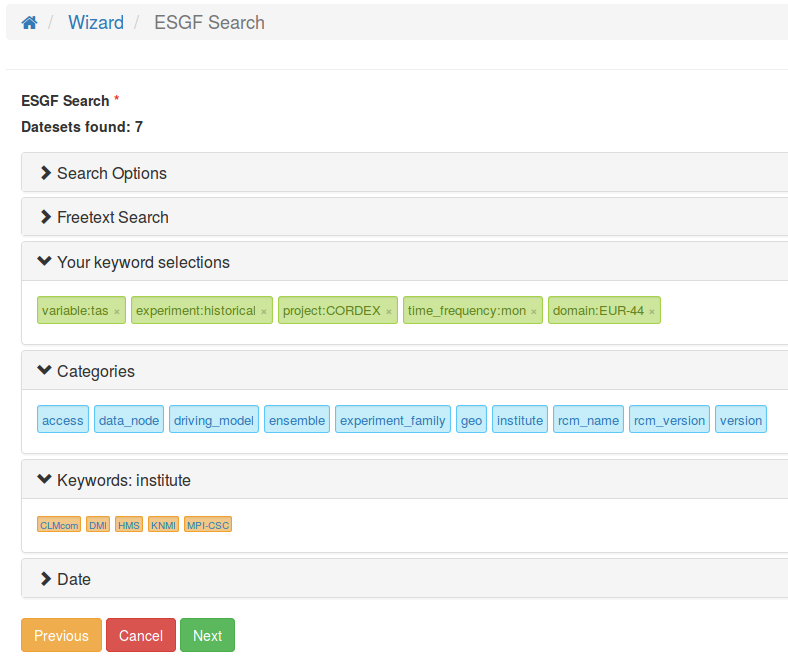 / Wizard / ESGF Search
ESGF Search *
Datesets found: 7
Search Options
Freetext Search
Your keyword selections
variable:tas × experiment:historical × project:CORDEX × time_frequency:mon × domain:EUR-44 ×
Categories
access data_node driving_model ensemble experiment_family geo institute rcm_name rcm_version version
Keywords: institute
CLMcom DMI HMS KNMI MPI-CSC
Date
Previous Cancel Next